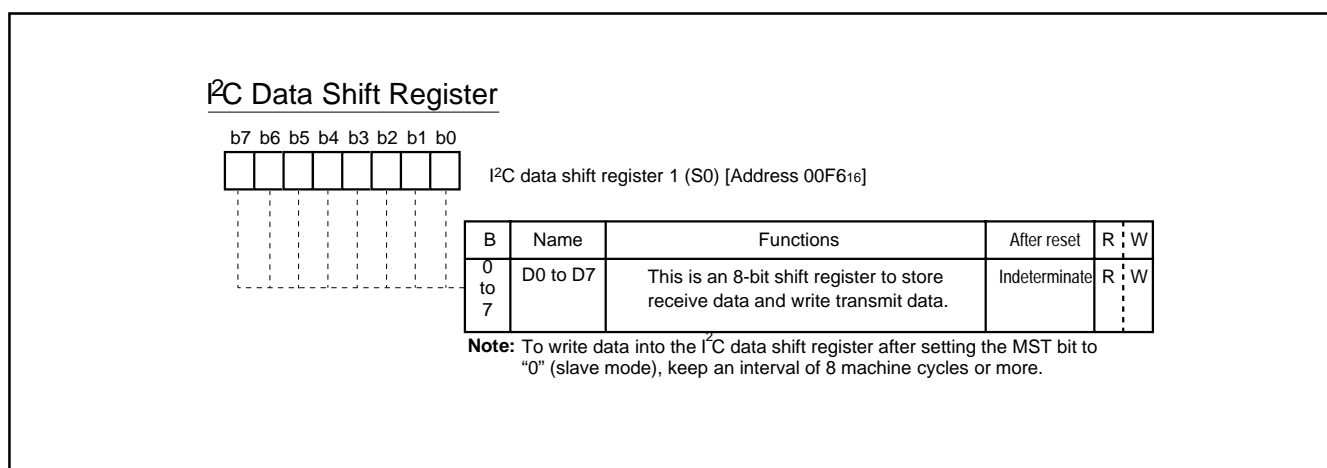 I²C Data Shift Register
b7 b6 b5 b4 b3 b2 b1 b0
I²C data shift register 1 (S0) [Address 00F6₁₆]
B Name Functions After reset R W
0 to 7 D0 to D7 This is an 8-bit shift register to store Indeterminate R W
receive data and write transmit data.
Note: To write data into the I²C data shift register after setting the MST bit to
“0” (slave mode), keep an interval of 8 machine cycles or more.